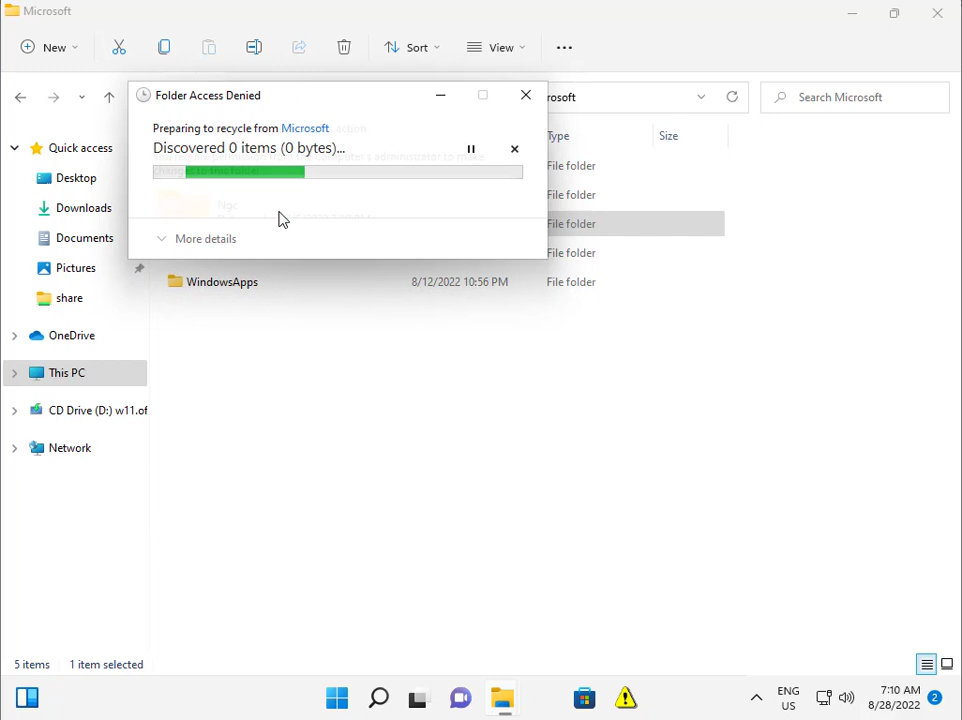 Microsoft
New
Sort
View
Folder Access Denied
rosoft
Search Microsoft
Preparing to recycle from Microsoft
Discovered 0 items (0 bytes)...
Type
Size
Quick access
File folder
Desktop
File folder
Ngc
Downloads
File folder
Documents
More details
File folder
Pictures
WindowsApps
8/12/2022 10:56 PM
File folder
share
OneDrive
This PC
CD Drive (D:) w11.of
Network
5 items
1 item selected
ENG
US
7:10 AM
8/28/2022
2